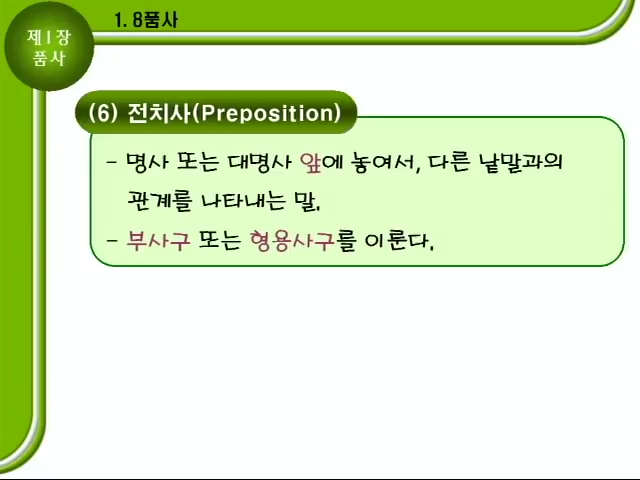 제Ⅰ장
품사
1. 8품사
(6) 전치사(Preposition)
- 명사 또는 대명사 앞에 놓여서, 다른 낱말과의
관계를 나타내는 말.
- 부사구 또는 형용사구를 이룬다.